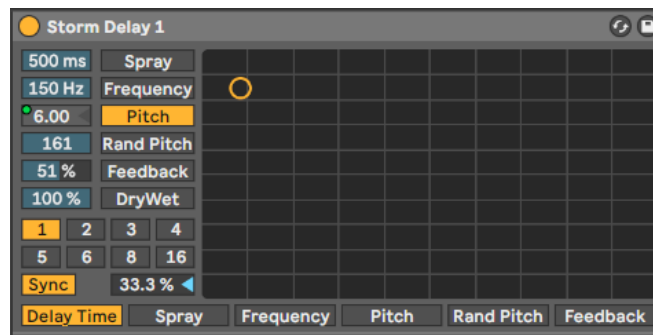 Storm Delay 1
500 ms Spray
150 Hz Frequency
6.00 Pitch
161 Rand Pitch
51 % Feedback
100 % DryWet
1 2 3 4
5 6 8 16
Sync 33.3 %
Delay Time Spray Frequency Pitch Rand Pitch Feedback